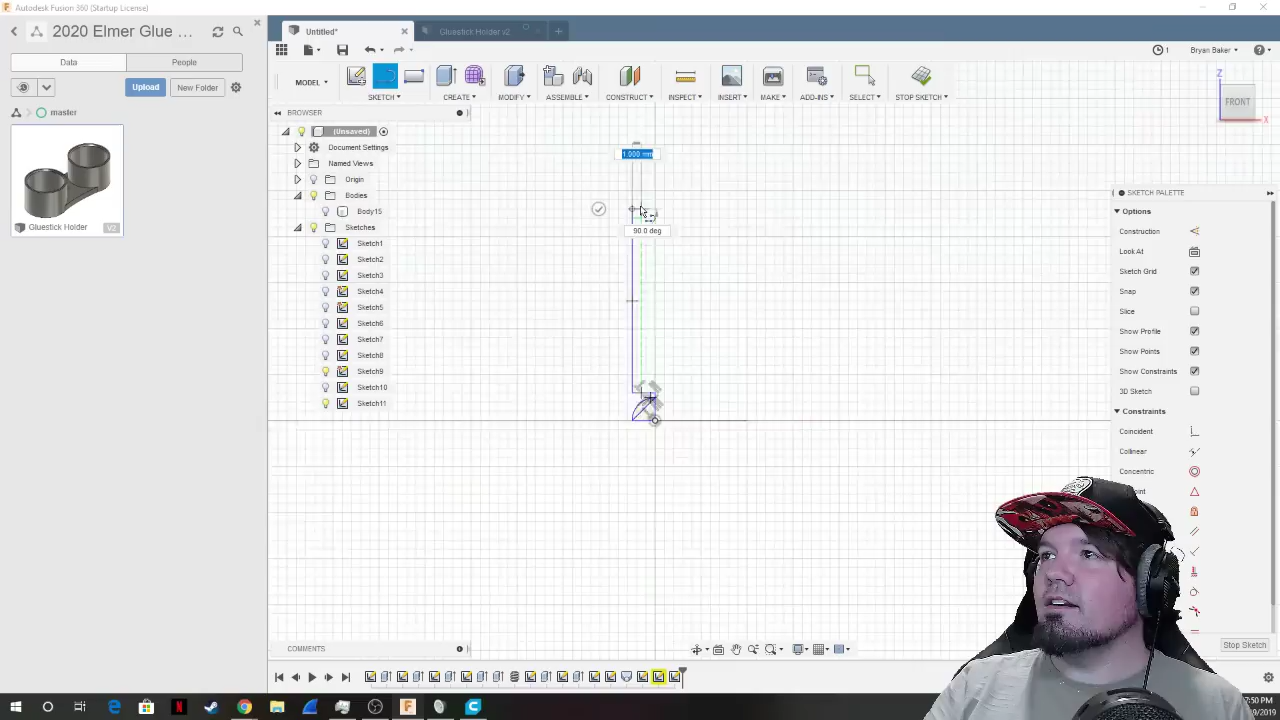 Autodesk Fusion 360 (Startup License)
2020 Elmer Glue ...
Data
People
Upload
New Folder
master
Gluestick Holder
V2
Untitled*
Gluestick Holder v2
1
Bryan Baker
MODEL
SKETCH
CREATE
MODIFY
ASSEMBLE
CONSTRUCT
INSPECT
INSERT
MAKE
ADD-INS
SELECT
STOP SKETCH
BROWSER
(Unsaved)
Document Settings
Named Views
Origin
Bodies
Body15
Sketches
Sketch1
Sketch2
Sketch3
Sketch4
Sketch5
Sketch6
Sketch7
Sketch8
Sketch9
Sketch10
Sketch11
1.000 mm
90.0 deg
Z
FRONT
X
SKETCH PALETTE
Options
Construction
Look At
Sketch Grid
Snap
Slice
Show Profile
Show Points
Show Constraints
3D Sketch
Constraints
Coincident
Collinear
Concentric
Stop Sketch
COMMENTS